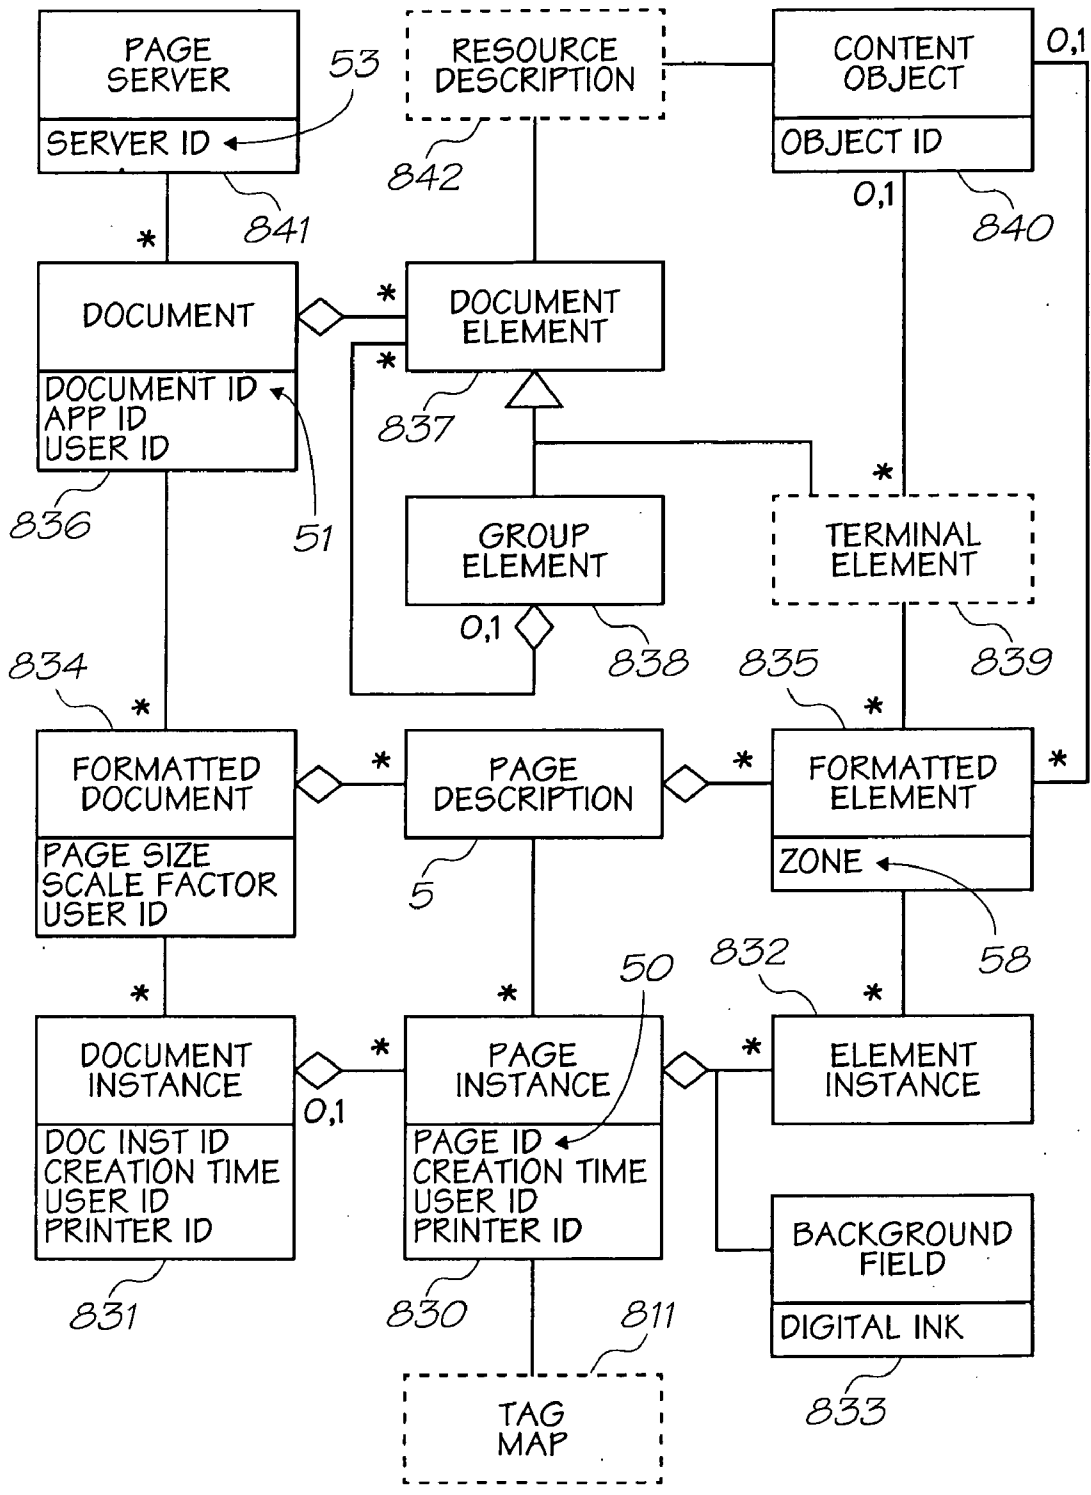 PAGE
SERVER
SERVER ID
53
841
*
RESOURCE
DESCRIPTION
842
CONTENT
OBJECT
OBJECT ID
0,1
0,1
840
DOCUMENT
DOCUMENT ID
APP ID
USER ID
836
51
*
*
DOCUMENT
ELEMENT
837
GROUP
ELEMENT
0,1
838
*
TERMINAL
ELEMENT
839
834
*
FORMATTED
DOCUMENT
PAGE SIZE
SCALE FACTOR
USER ID
*
PAGE
DESCRIPTION
5
*
835
*
FORMATTED
ELEMENT
*
ZONE
58
*
DOCUMENT
INSTANCE
0,1
DOC INST ID
CREATION TIME
USER ID
PRINTER ID
831
*
*
50
PAGE
INSTANCE
PAGE ID
CREATION TIME
USER ID
PRINTER ID
830
832
*
*
ELEMENT
INSTANCE
BACKGROUND
FIELD
DIGITAL INK
833
811
TAG
MAP